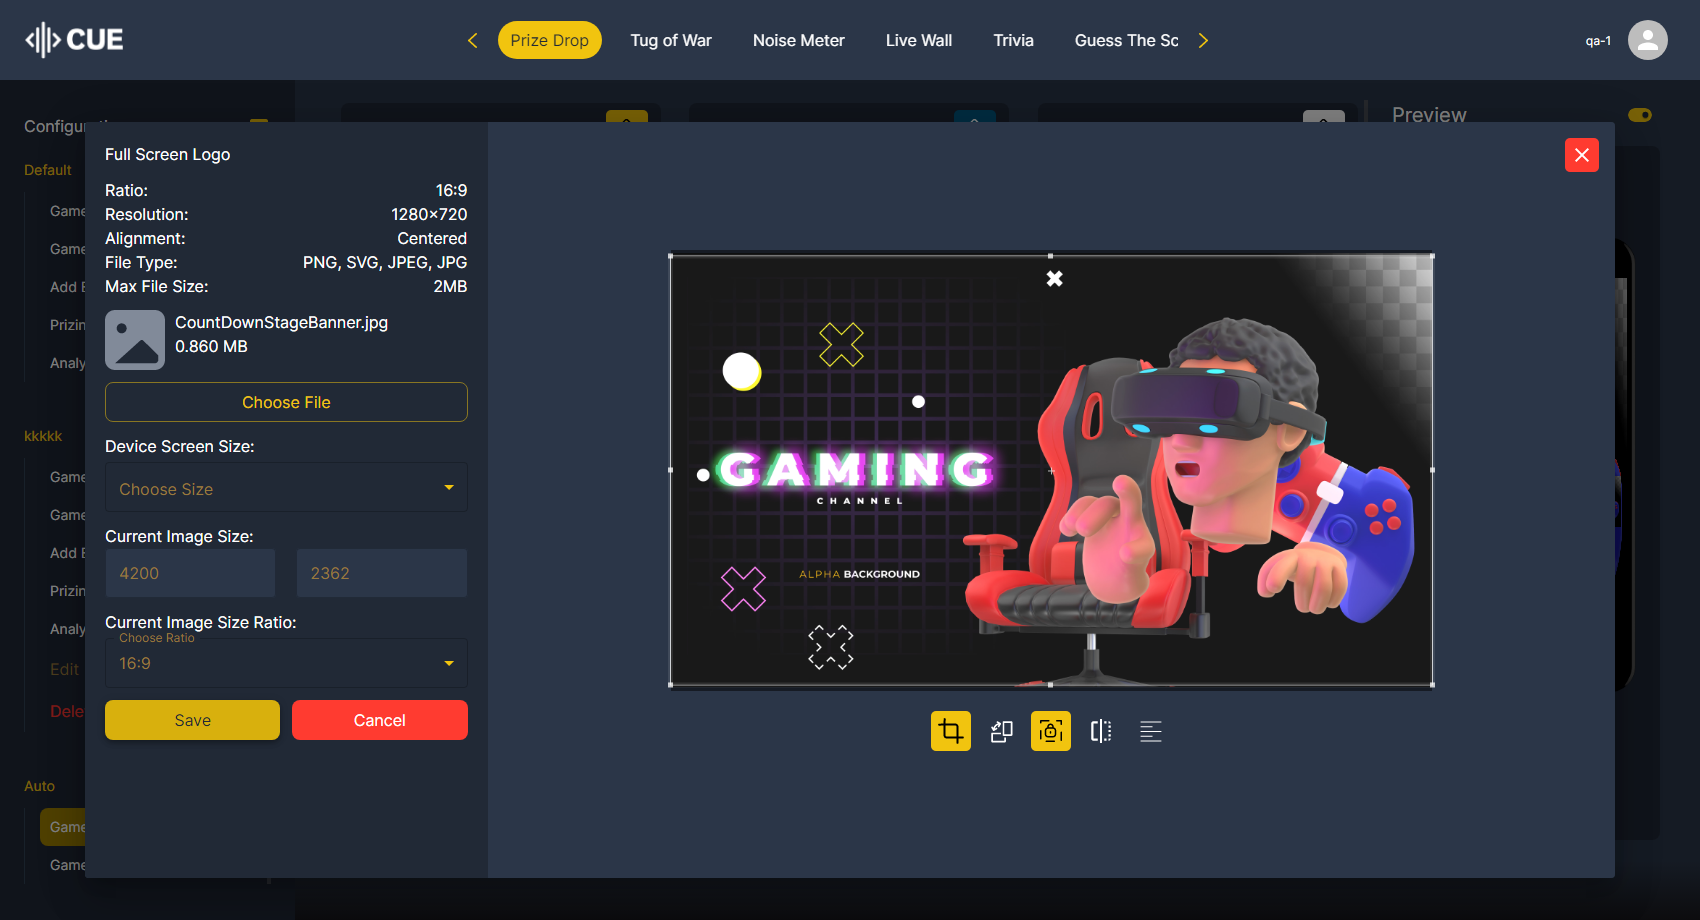 CUE
Prize Drop
Tug of War
Noise Meter
Live Wall
Trivia
Guess The Sc
qa-1
Configurati
Preview
Default
Game
Game
Add E
Prizin
Analy
kkkkk
Game
Game
Add E
Prizin
Analy
Edit
Dele
Auto
Game
Game
Full Screen Logo
Ratio: 16:9
Resolution: 1280×720
Alignment: Centered
File Type: PNG, SVG, JPEG, JPG
Max File Size: 2MB
CountDownStageBanner.jpg
0.860 MB
Choose File
Device Screen Size:
Choose Size
Current Image Size:
4200 2362
Current Image Size Ratio:
Choose Ratio
16:9
Save Cancel
GAMING
CHANNEL
ALPHA BACKGROUND